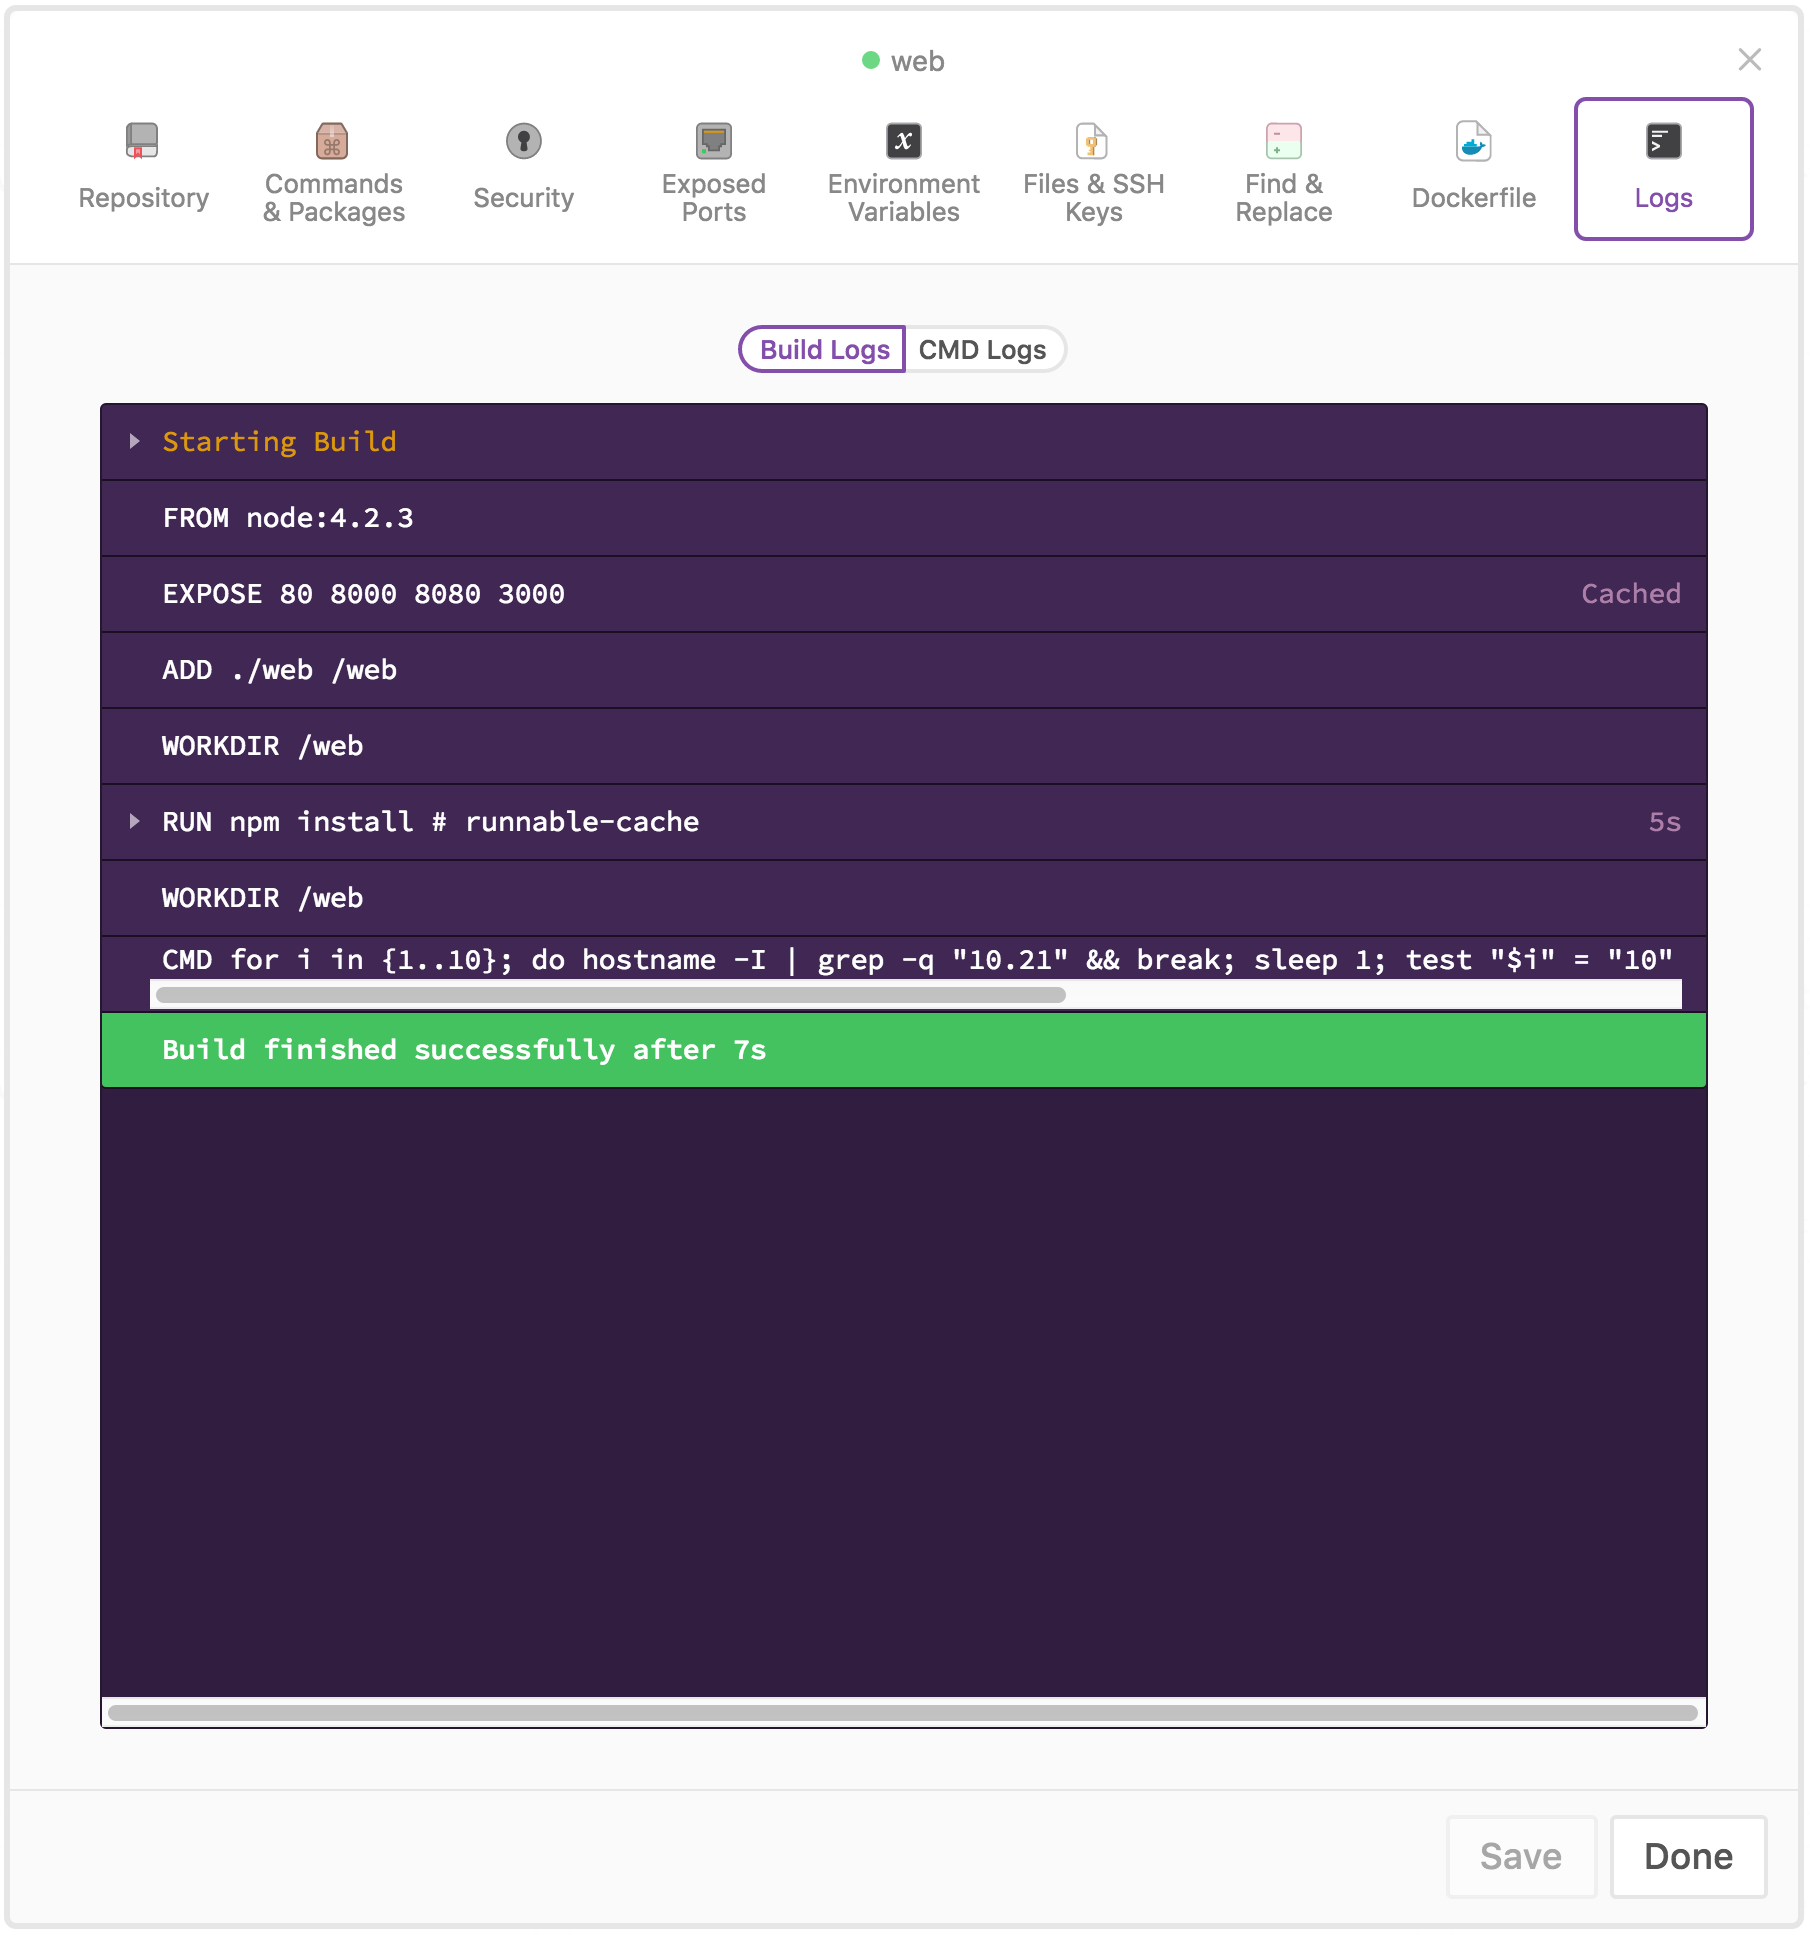 web
Repository
Commands
& Packages
Security
Exposed
Ports
Environment
Variables
Files & SSH
Keys
Find &
Replace
Dockerfile
Logs
Build Logs CMD Logs
Starting Build
FROM node:4.2.3
EXPOSE 80 8000 8080 3000 Cached
ADD ./web /web
WORKDIR /web
RUN npm install # runnable-cache 5s
WORKDIR /web
CMD for i in {1..10}; do hostname -I | grep -q "10.21" && break; sleep 1; test "$i" = "10"
Build finished successfully after 7s
Save Done